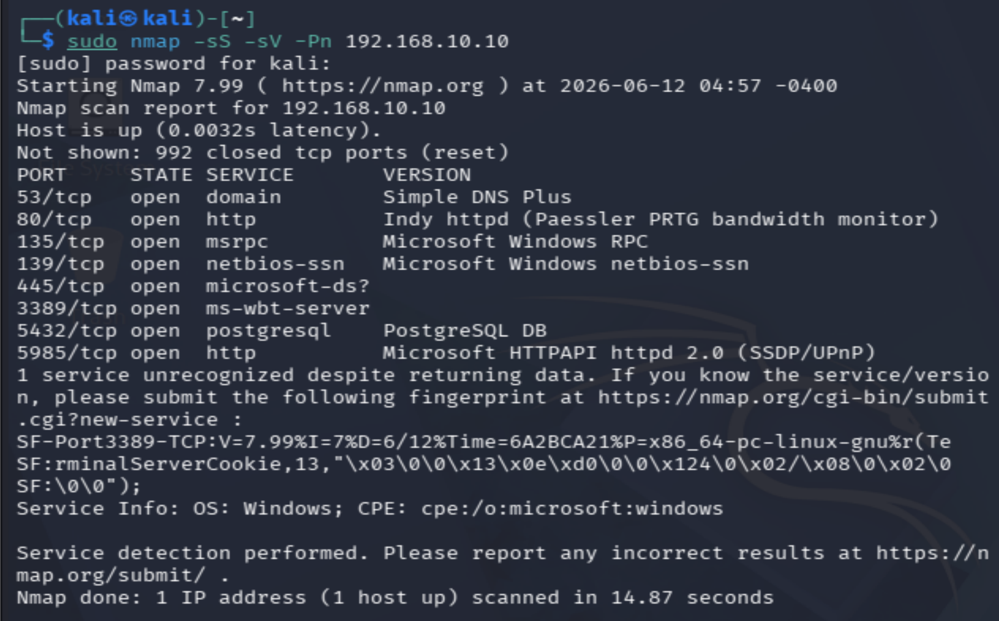 ┌──(kali㉿kali)-[~]
└─$ sudo nmap -sS -sV -Pn 192.168.10.10
[sudo] password for kali:
Starting Nmap 7.99 ( https://nmap.org ) at 2026-06-12 04:57 -0400
Nmap scan report for 192.168.10.10
Host is up (0.0032s latency).
Not shown: 992 closed tcp ports (reset)
PORT     STATE SERVICE       VERSION
53/tcp   open  domain        Simple DNS Plus
80/tcp   open  http          Indy httpd (Paessler PRTG bandwidth monitor)
135/tcp  open  msrpc         Microsoft Windows RPC
139/tcp  open  netbios-ssn   Microsoft Windows netbios-ssn
445/tcp  open  microsoft-ds?
3389/tcp open  ms-wbt-server
5432/tcp open  postgresql    PostgreSQL DB
5985/tcp open  http          Microsoft HTTPAPI httpd 2.0 (SSDP/UPnP)
1 service unrecognized despite returning data. If you know the service/versio
n, please submit the following fingerprint at https://nmap.org/cgi-bin/submit
.cgi?new-service :
SF-Port3389-TCP:V=7.99%I=7%D=6/12%Time=6A2BCA21%P=x86_64-pc-linux-gnu%r(Te
SF:rminalServerCookie,13,"\x03\0\0\x13\x0e\xd0\0\0\x124\0\x02/\x08\0\x02\0
SF:\0\0");
Service Info: OS: Windows; CPE: cpe:/o:microsoft:windows

Service detection performed. Please report any incorrect results at https://n
map.org/submit/ .
Nmap done: 1 IP address (1 host up) scanned in 14.87 seconds